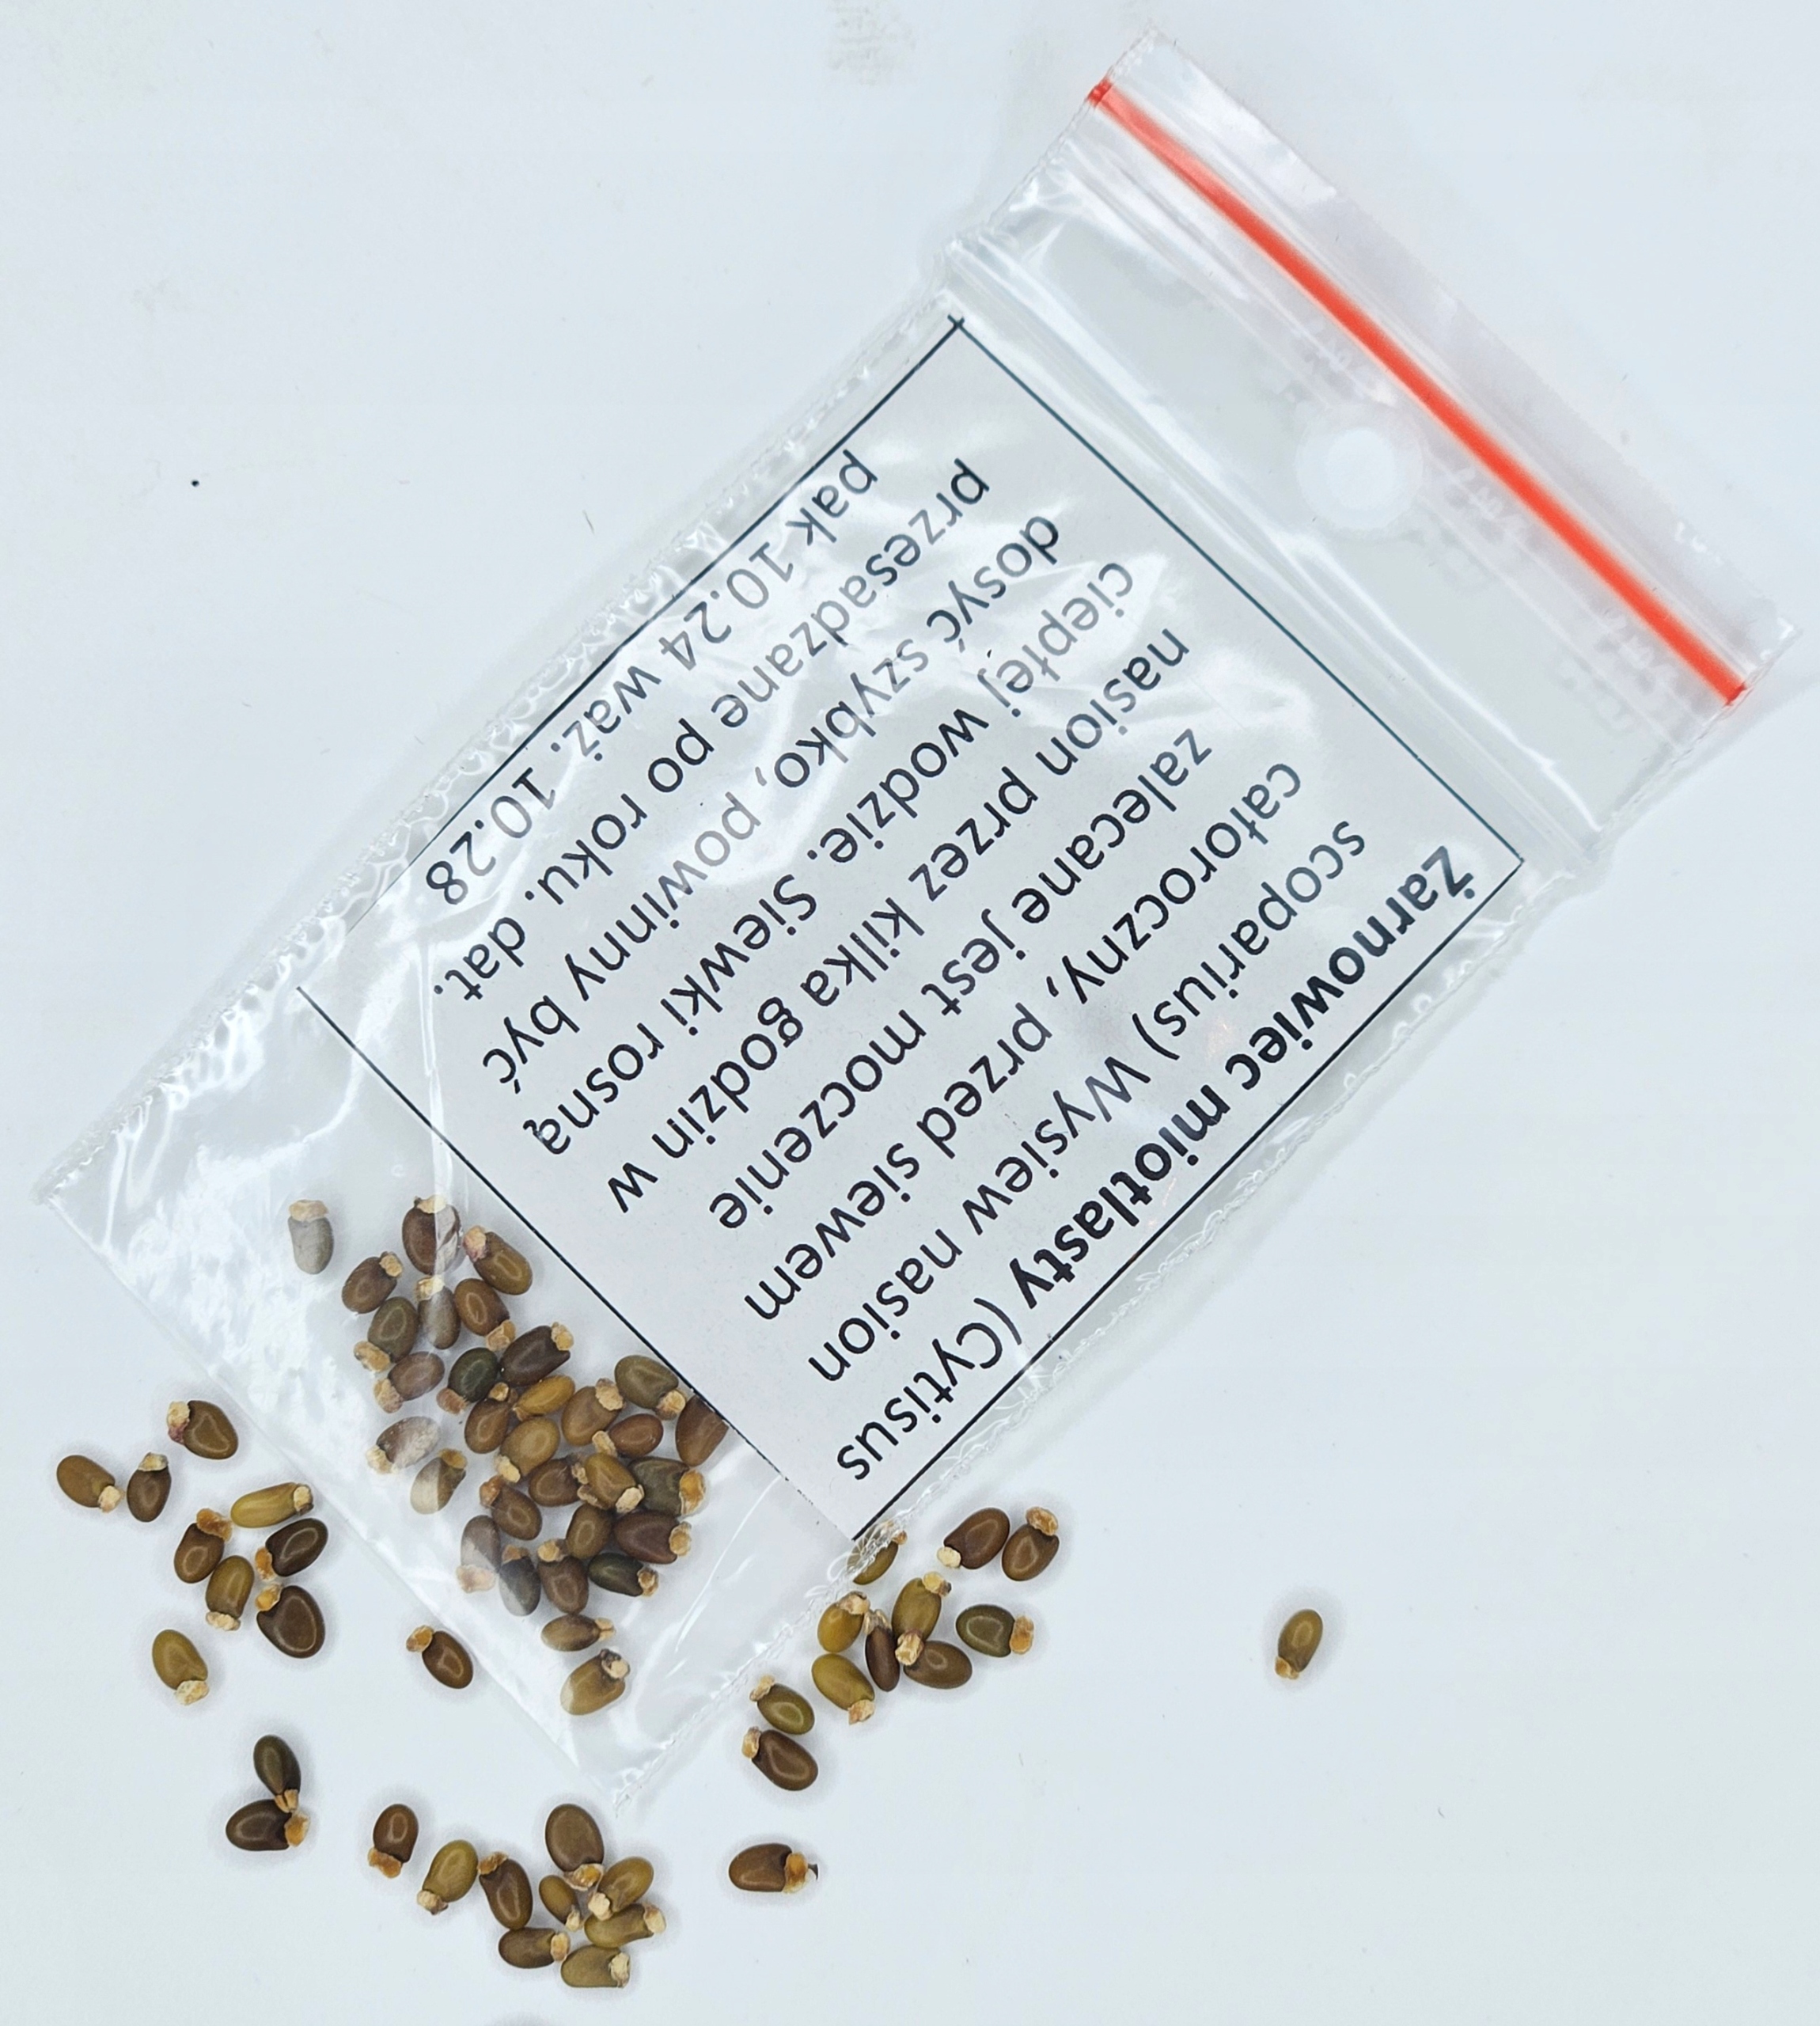 Żarnowiec miotlasty (Cytisus
scoparius) Wysiew nasion
całoroczny, przed siewem
zalecane jest moczenie
nasion przez kilka godzin w
ciepłej wodzie. Siewki rosną
dosyć szybko, powinny być
przesadzane po roku. dat.
pak 10.24 waż. 10.28